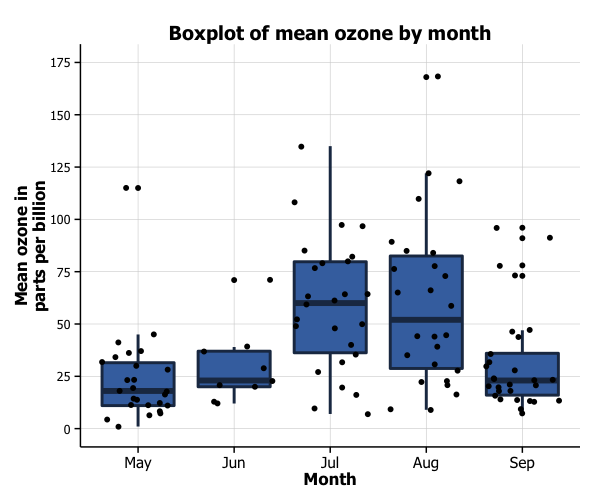 Boxplot of mean ozone by month
Mean ozone in
parts per billion
175
150
125
100
75
50
25
0
May Jun Jul Aug Sep
Month